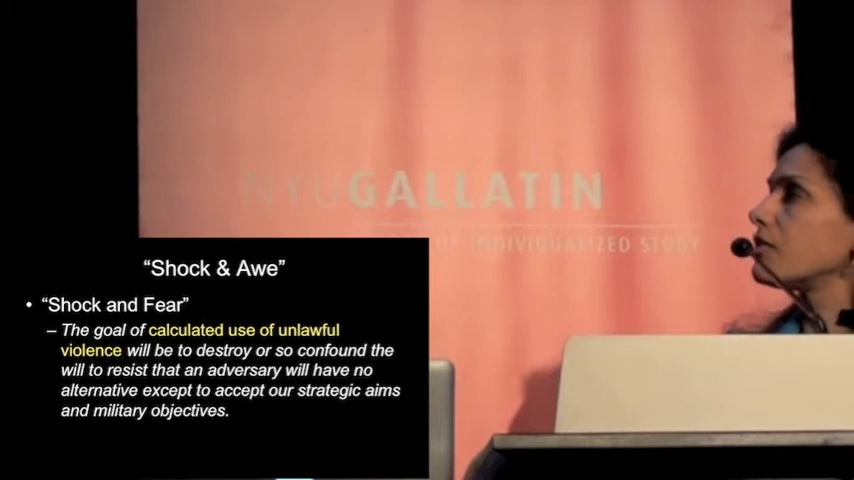 NYUGALLATIN
INDIVIDUALIZED STUDY
“Shock & Awe”
• “Shock and Fear”
– The goal of calculated use of unlawful
violence will be to destroy or so confound the
will to resist that an adversary will have no
alternative except to accept our strategic aims
and military objectives.